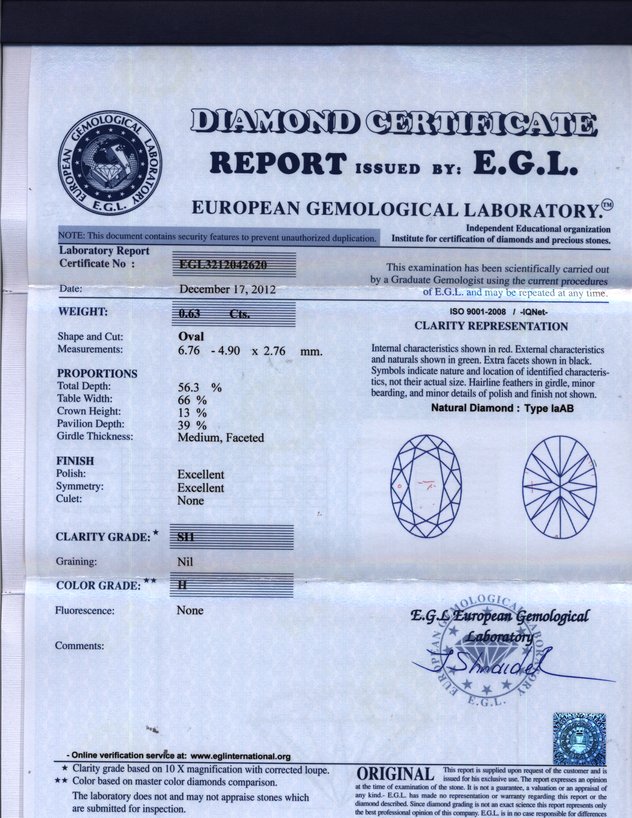 DIAMOND CERTIFICATE
REPORT ISSUED BY: E.G.L.
EUROPEAN GEMOLOGICAL LABORATORY.™
EUROPEAN GEMOLOGICAL LABORATORY
E.G.L.
Independent Educational organization
Institute for certification of diamonds and precious stones.
NOTE: This document contains security features to prevent unauthorized duplication.
Laboratory Report
Certificate No : EGL3212042620
Date: December 17, 2012
This examination has been scientifically carried out
by a Graduate Gemologist using the current procedures
of E.G.L. and may be repeated at any time.
WEIGHT: 0.63 Cts.
Shape and Cut: Oval
Measurements: 6.76 - 4.90 x 2.76 mm.
PROPORTIONS
Total Depth: 56.3 %
Table Width: 66 %
Crown Height: 13 %
Pavilion Depth: 39 %
Girdle Thickness: Medium, Faceted
FINISH
Polish: Excellent
Symmetry: Excellent
Culet: None
CLARITY GRADE: * SI1
Graining: Nil
COLOR GRADE: ** H
Fluorescence: None
Comments:
ISO 9001-2008 / -IQNet-
CLARITY REPRESENTATION
Internal characteristics shown in red. External characteristics
and naturals shown in green. Extra facets shown in black.
Symbols indicate nature and location of identified characteris-
tics, not their actual size. Hairline feathers in girdle, minor
bearding, and minor details of polish and finish not shown.
Natural Diamond : Type IaAB
E.G.L European Gemological
Laboratory
EUROPEAN GEMOLOGICAL LABORATORY
E.G.L.
- Online verification service at: www.eglinternational.org
* Clarity grade based on 10 X magnification with corrected loupe.
** Color based on master color diamonds comparison.
The laboratory does not and may not appraise stones which
are submitted for inspection.
ORIGINAL This report is supplied upon request of the customer and is
issued for his exclusive use. The report expresses an opinion
at the time of examination of the stone. It is not a guarantee, a valuation or an appraisal of
any kind.- E.G.L. has made no representation or warranty regarding this report or the
diamond described. Since diamond grading is not an exact science this report represents only
the best professional opinion of this company. E.G.L. is in no case responsible for differences